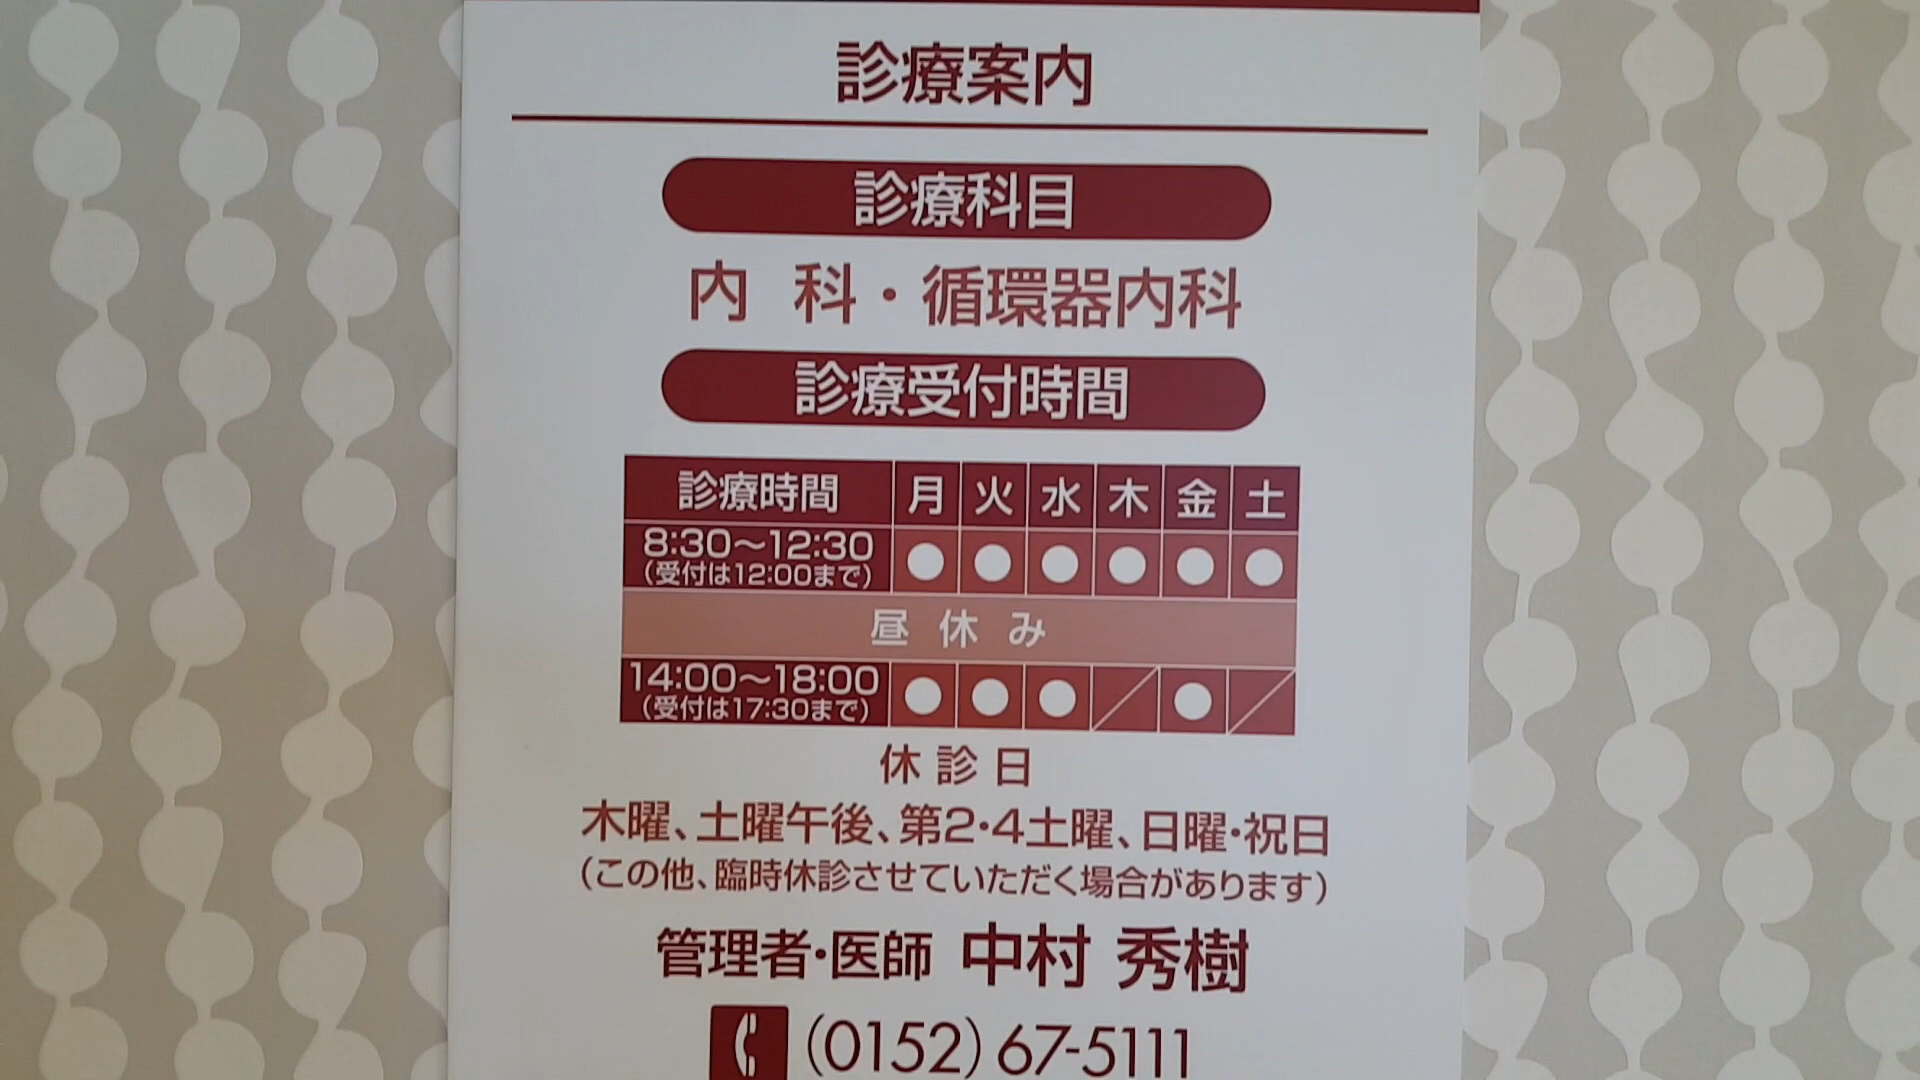 診療案内
診療科目
内 科・循環器内科
診療受付時間
診療時間 月 火 水 木 金 土
8:30～12:30 ● ● ● ● ● ●
(受付は12:00まで)
昼 休 み
14:00～18:00 ● ● ● ／ ● ／
(受付は17:30まで)
休 診 日
木曜、土曜午後、第2・4土曜、日曜・祝日
(この他、臨時休診させていただく場合があります)
管理者・医師 中村 秀樹
(0152) 67-5111